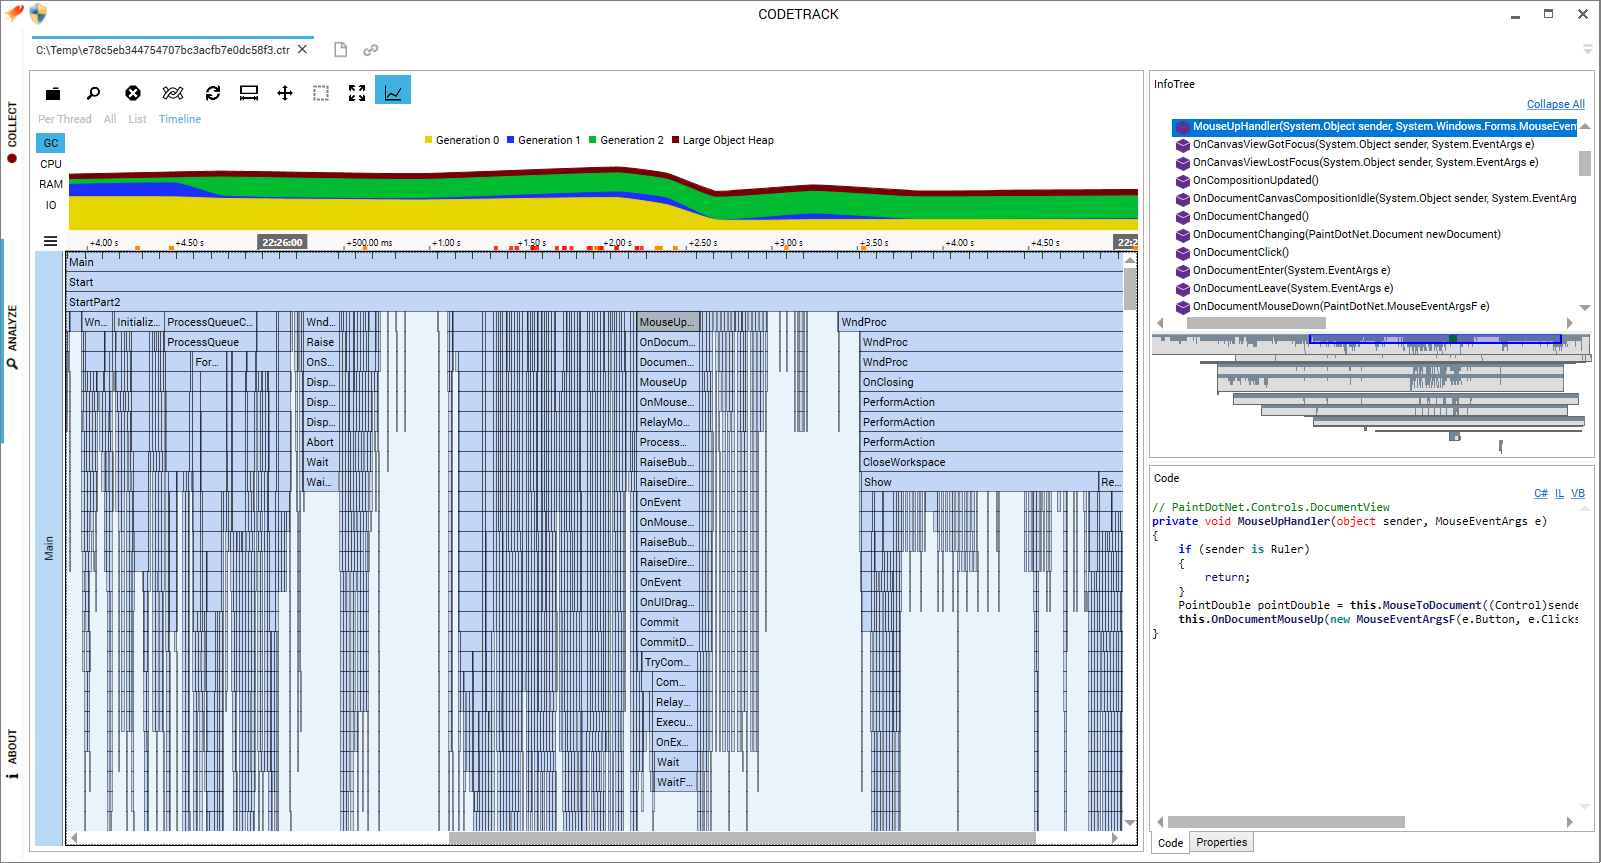 CODETRACK
C:\Temp\e78c5eb344754707bc3acfb7e0dc58f3.ctr
COLLECT
ANALYZE
ABOUT
Per Thread All List Timeline
GC
CPU
RAM
IO
Generation 0 Generation 1 Generation 2 Large Object Heap
+4.00 s +4.50 s 22:26:00 +500.00 ms +1.00 s +1.50 s +2.00 s +2.50 s +3.00 s +3.50 s +4.00 s +4.50 s 22:2
Main
Main
Start
StartPart2
Wn... Initializ... ProcessQueueC... Wnd... MouseUp... WndProc
ProcessQueue Raise OnDocum... WndProc
For... OnS... Documen... WndProc
Disp... MouseUp OnClosing
Disp... OnMouse... PerformAction
Disp... RelayMo... PerformAction
Abort Process... PerformAction
Wait RaiseBub... CloseWorkspace
Wai... RaiseDire... Show Re...
OnEvent
OnMouse...
RaiseBub...
RaiseDire...
OnEvent
OnUIDrag...
Commit
CommitD...
TryCom...
Com...
Relay...
Execu...
OnEx...
Wait
WaitF...
InfoTree
Collapse All
MouseUpHandler(System.Object sender, System.Windows.Forms.MouseEven
OnCanvasViewGotFocus(System.Object sender, System.EventArgs e)
OnCanvasViewLostFocus(System.Object sender, System.EventArgs e)
OnCompositionUpdated()
OnDocumentCanvasCompositionIdle(System.Object sender, System.EventArg
OnDocumentChanged()
OnDocumentChanging(PaintDotNet.Document newDocument)
OnDocumentClick()
OnDocumentEnter(System.EventArgs e)
OnDocumentLeave(System.EventArgs e)
OnDocumentMouseDown(PaintDotNet.MouseEventArgsF e)
Code
C# IL VB
// PaintDotNet.Controls.DocumentView
private void MouseUpHandler(object sender, MouseEventArgs e)
{
if (sender is Ruler)
{
return;
}
PointDouble pointDouble = this.MouseToDocument((Control)sende
this.OnDocumentMouseUp(new MouseEventArgsF(e.Button, e.Clicks
}
Code Properties